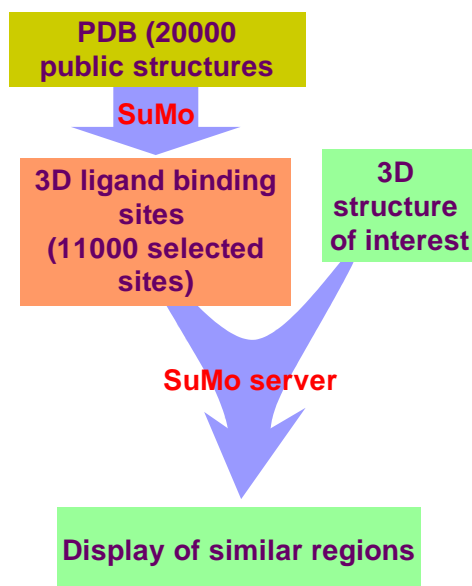 PDB (20000
public structures
SuMo
3D ligand binding
sites
(11000 selected
sites)
3D
structure
of interest
SuMo server
Display of similar regions